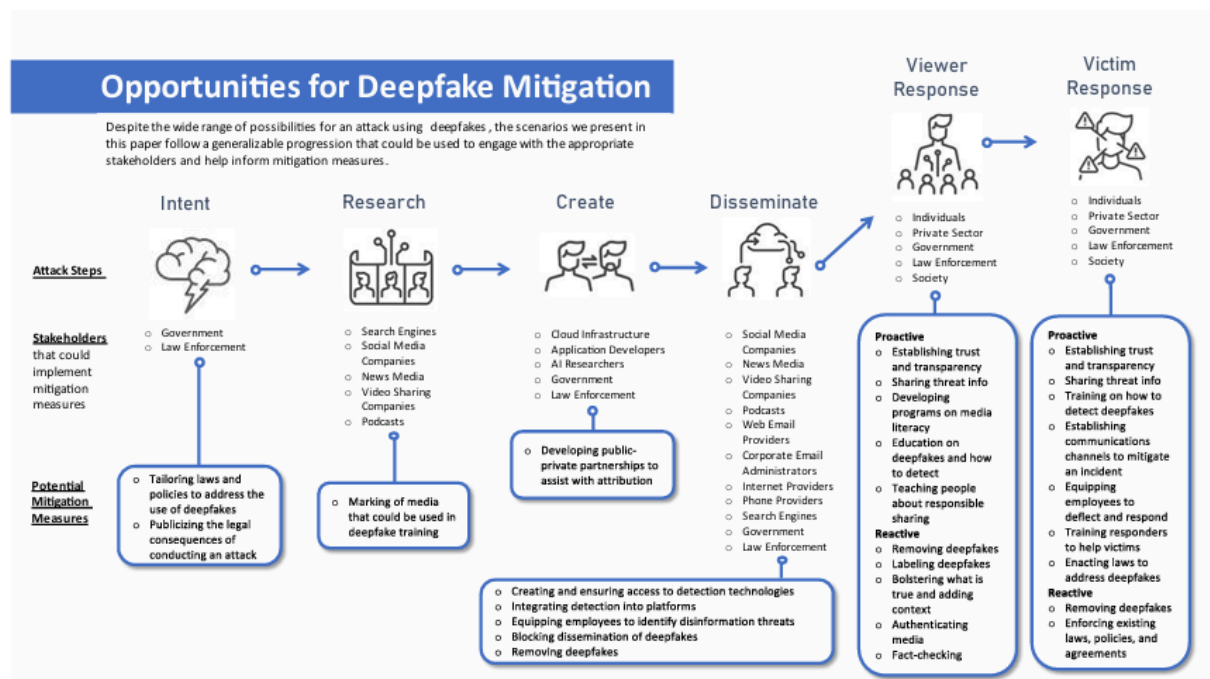 Opportunities for Deepfake Mitigation
Despite the wide range of possibilities for an attack using deepfakes, the scenarios we present in
this paper follow a generalizable progression that could be used to engage with the appropriate
stakeholders and help inform mitigation measures.
Attack Steps
Stakeholders
that could
implement
mitigation
measures
Potential
Mitigation
Measures
Intent
o Government
o Law Enforcement
o Tailoring laws and
policies to address the
use of deepfakes
o Publicizing the legal
consequences of
conducting an attack
Research
o Search Engines
o Social Media
Companies
o News Media
o Video Sharing
Companies
o Podcasts
o Marking of media
that could be used in
deepfake training
Create
o Cloud Infrastructure
o Application Developers
o AI Researchers
o Government
o Law Enforcement
o Developing public-
private partnerships to
assist with attribution
Disseminate
o Social Media
Companies
o News Media
o Video Sharing
Companies
o Podcasts
o Web Email
Providers
o Corporate Email
Administrators
o Internet Providers
o Phone Providers
o Search Engines
o Government
o Law Enforcement
o Creating and ensuring access to detection technologies
o Integrating detection into platforms
o Equipping employees to identify disinformation threats
o Blocking dissemination of deepfakes
o Removing deepfakes
Viewer
Response
o Individuals
o Private Sector
o Government
o Law Enforcement
o Society
Proactive
o Establishing trust
and transparency
o Sharing threat info
o Developing
programs on media
literacy
o Education on
deepfakes and how
to detect
o Teaching people
about responsible
sharing
Reactive
o Removing deepfakes
o Labeling deepfakes
o Bolstering what is
true and adding
context
o Authenticating
media
o Fact-checking
Victim
Response
o Individuals
o Private Sector
o Government
o Law Enforcement
o Society
Proactive
o Establishing trust
and transparency
o Sharing threat info
o Training on how to
detect deepfakes
o Establishing
communications
channels to mitigate
an incident
o Equipping
employees to
deflect and respond
o Training responders
to help victims
o Enacting laws to
address deepfakes
Reactive
o Removing deepfakes
o Enforcing existing
laws, policies, and
agreements